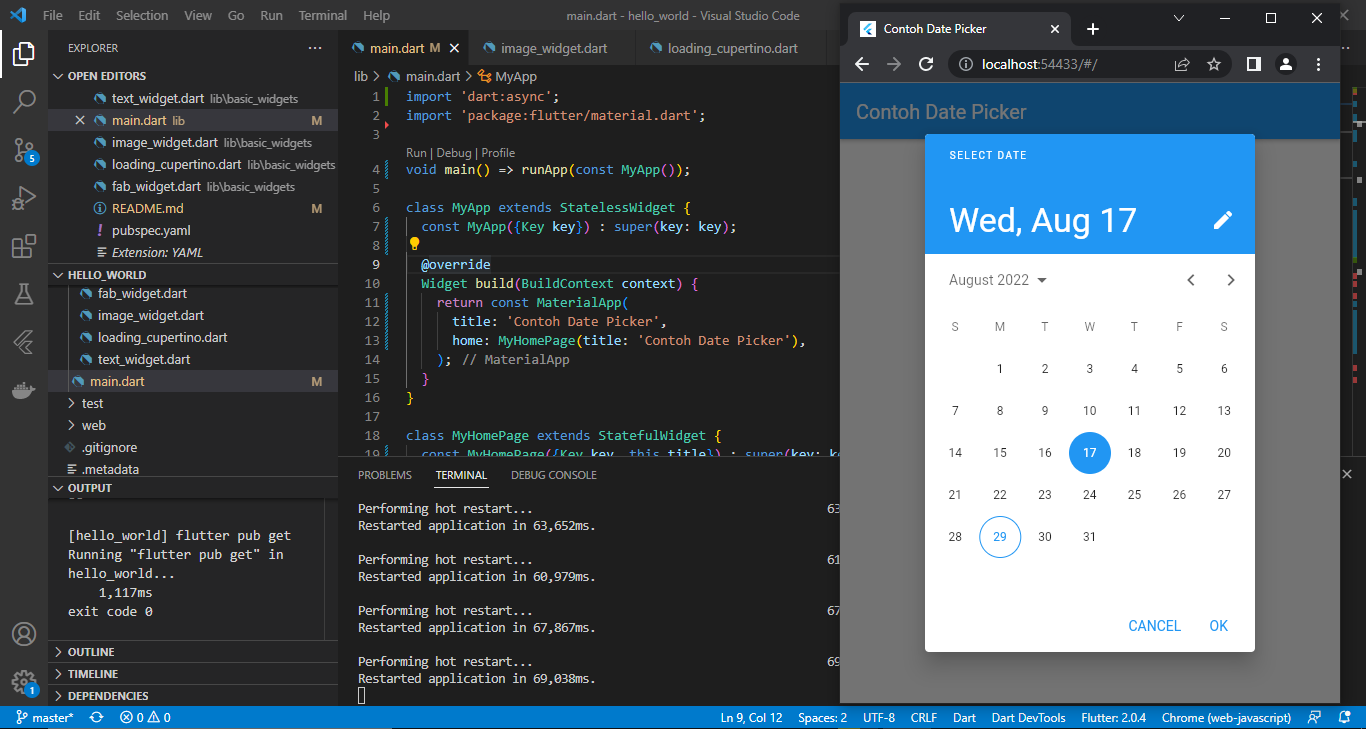 File Edit Selection View Go Run Terminal Help
main.dart - hello_world - Visual Studio Code
EXPLORER
OPEN EDITORS
text_widget.dart lib\basic_widgets
main.dart lib M
image_widget.dart lib\basic_widgets
loading_cupertino.dart lib\basic_widgets
fab_widget.dart lib\basic_widgets
README.md M
pubspec.yaml
Extension: YAML
HELLO_WORLD
fab_widget.dart
image_widget.dart
loading_cupertino.dart
text_widget.dart
main.dart M
test
web
.gitignore
.metadata
OUTPUT
[hello_world] flutter pub get
Running "flutter pub get" in
hello_world...
1,117ms
exit code 0
OUTLINE
TIMELINE
DEPENDENCIES
5
1
main.dart M image_widget.dart loading_cupertino.dart
lib > main.dart > MyApp
1 import 'dart:async';
2 import 'package:flutter/material.dart';
3
Run | Debug | Profile
4 void main() => runApp(const MyApp());
5
6 class MyApp extends StatelessWidget {
7 const MyApp({Key key}) : super(key: key);
8
9 @override
10 Widget build(BuildContext context) {
11 return const MaterialApp(
12 title: 'Contoh Date Picker',
13 home: MyHomePage(title: 'Contoh Date Picker'),
14 ); // MaterialApp
15 }
16 }
17
18 class MyHomePage extends StatefulWidget {
19 const MyHomePage({Key key, this.title}) : super(key: k
PROBLEMS TERMINAL DEBUG CONSOLE
Performing hot restart... 63
Restarted application in 63,652ms.
Performing hot restart... 61
Restarted application in 60,979ms.
Performing hot restart... 67
Restarted application in 67,867ms.
Performing hot restart... 69
Restarted application in 69,038ms.
Contoh Date Picker
localhost:54433/#/
Contoh Date Picker
SELECT DATE
Wed, Aug 17
August 2022
S M T W T F S
1 2 3 4 5 6
7 8 9 10 11 12 13
14 15 16 17 18 19 20
21 22 23 24 25 26 27
28 29 30 31
CANCEL OK
master* 0 0 Ln 9, Col 12 Spaces: 2 UTF-8 CRLF Dart Dart DevTools Flutter: 2.0.4 Chrome (web-javascript)